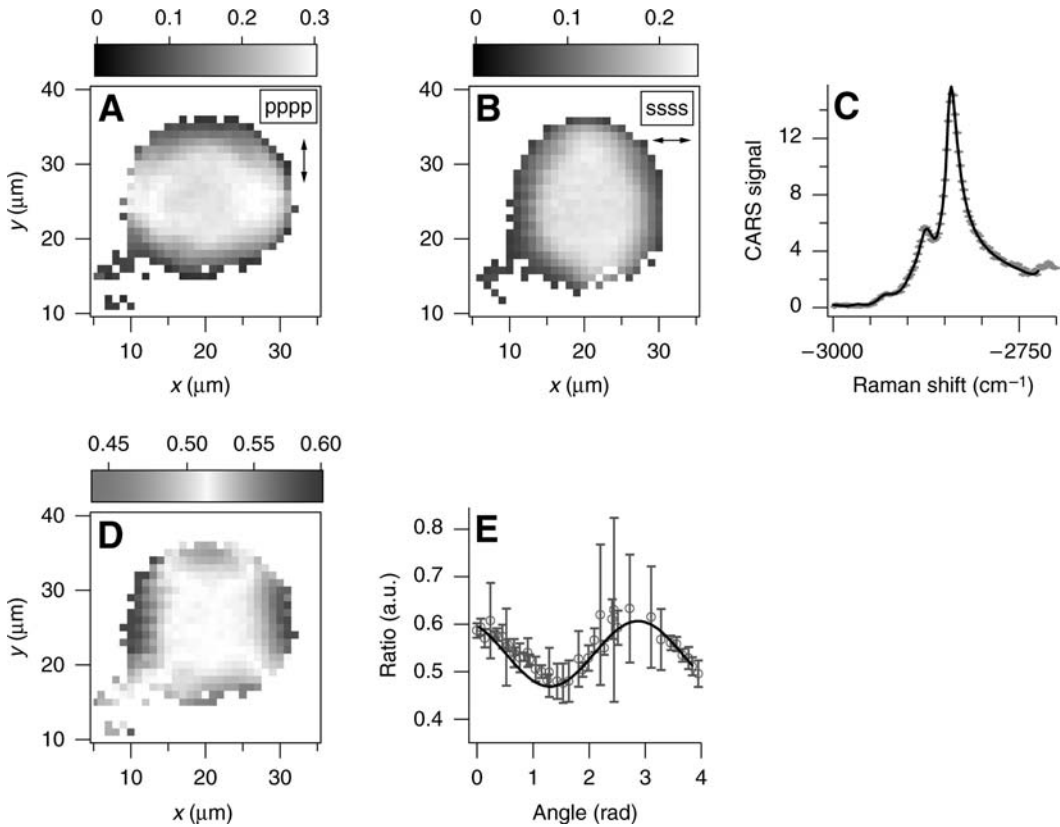 0 0.1 0.2 0.3
A
pppp
40
30
20
10
y (μm)
10 20 30
x (μm)
0 0.1 0.2
B
ssss
40
30
20
10
10 20 30
x (μm)
C
12
8
4
0
CARS signal
−3000 −2750
Raman shift (cm⁻¹)
0.45 0.50 0.55 0.60
D
40
30
20
10
y (μm)
10 20 30
x (μm)
E
0.8
0.7
0.6
0.5
0.4
Ratio (a.u.)
0 1 2 3 4
Angle (rad)